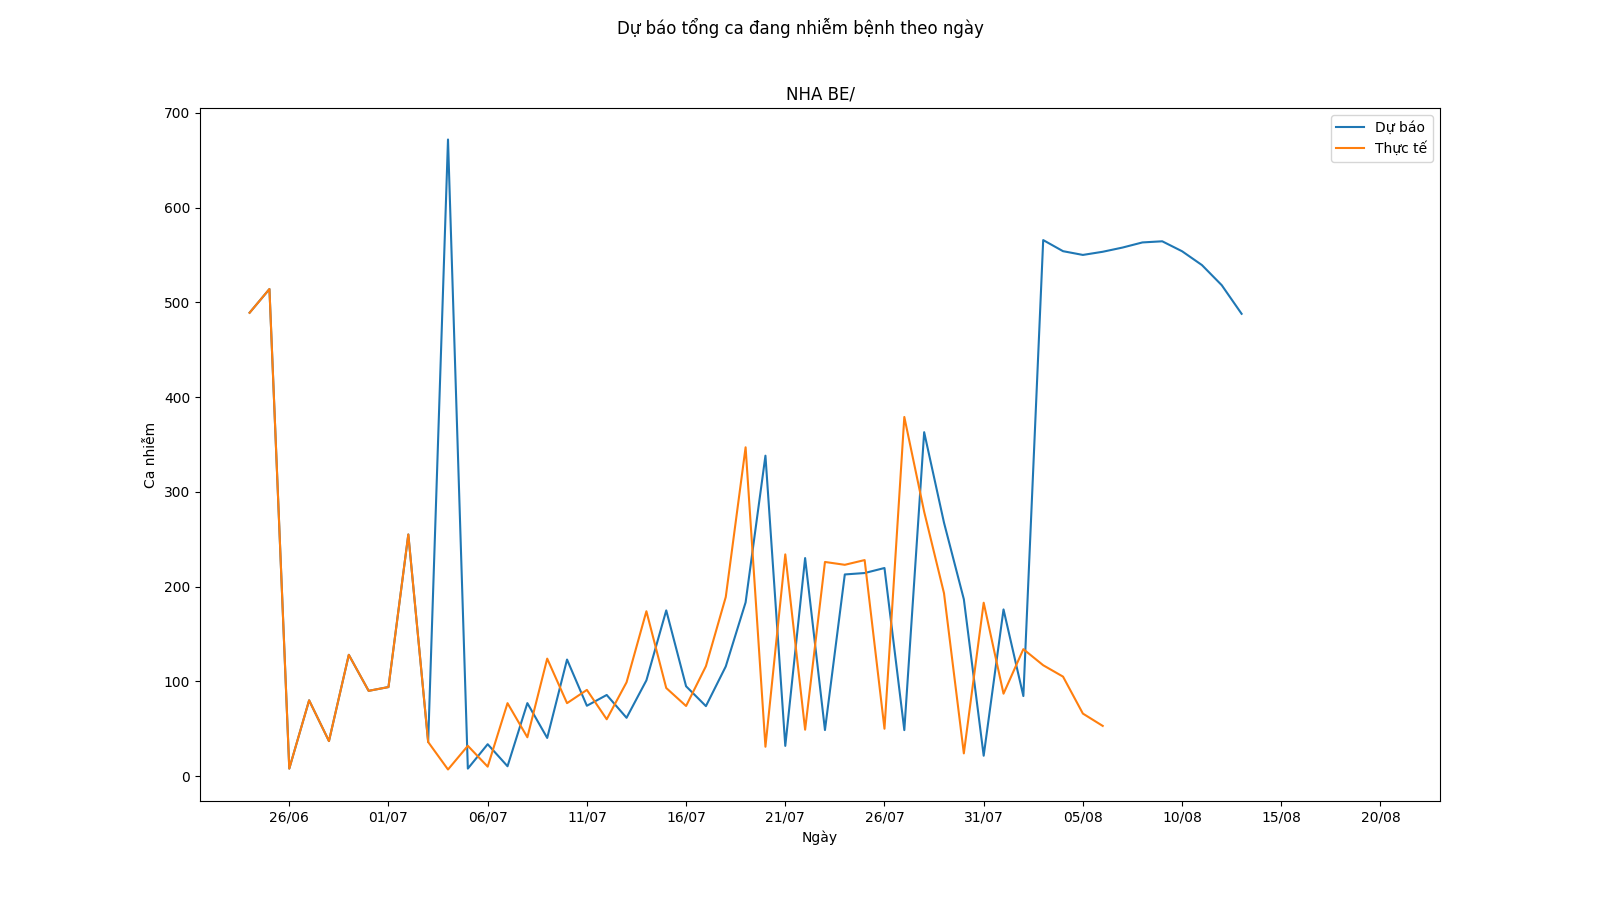 Dự báo tổng ca đang nhiễm bệnh theo ngày
NHA BE/
700
600
500
400
300
200
100
0
Ca nhiễm
Dự báo
Thực tế
26/06 01/07 06/07 11/07 16/07 21/07 26/07 31/07 05/08 10/08 15/08 20/08
Ngày